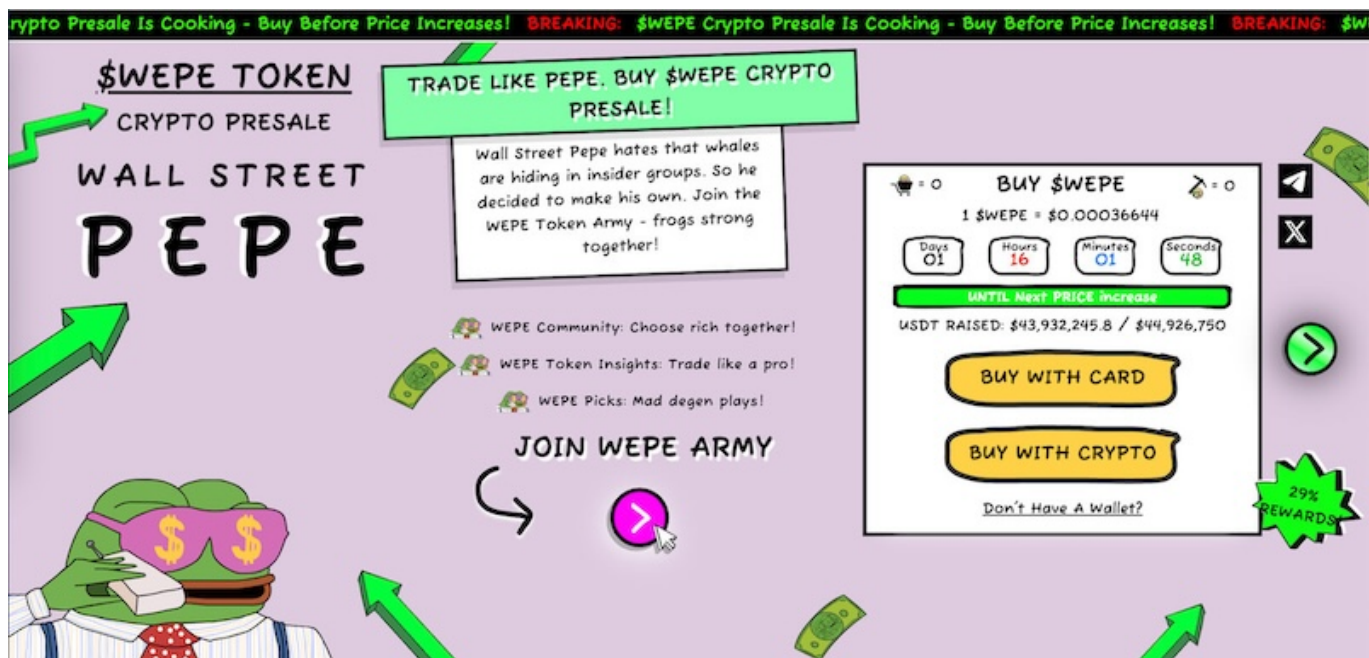 rypto Presale Is Cooking - Buy Before Price Increases! BREAKING: $WEPE Crypto Presale Is Cooking - Buy Before Price Increases! BREAKING: $WE
$WEPE TOKEN
CRYPTO PRESALE
WALL STREET
PEPE
TRADE LIKE PEPE. BUY $WEPE CRYPTO
PRESALE!
Wall Street Pepe hates that whales
are hiding in insider groups. So he
decided to make his own. Join the
WEPE Token Army - frogs strong
together!
WEPE Community: Choose rich together!
WEPE Token Insights: Trade like a pro!
WEPE Picks: Mad degen plays!
JOIN WEPE ARMY
= 0 BUY $WEPE = 0
1 $WEPE = $0.00036644
Days Hours Minutes Seconds
01 16 01 48
UNTIL Next PRICE increase
USDT RAISED: $43,932,245.8 / $44,926,750
BUY WITH CARD
BUY WITH CRYPTO
Don't Have A Wallet?
29%
REWARDS!